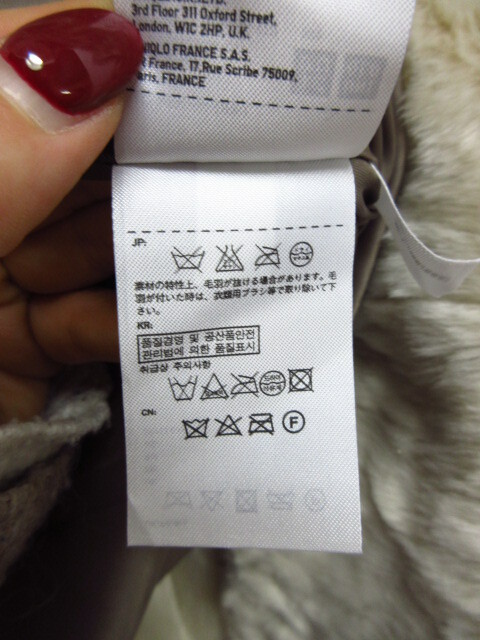 3rd Floor 311 Oxford Street,
London, W1C 2HP, U.K.
UNIQLO FRANCE S.A.S.
France, 17,Rue Scribe 75009,
Paris, FRANCE
JP:
素材の特性上、毛羽が抜ける場合があります。毛
羽が付いた時は、衣類用ブラシ等で取り除いて下
さい。
KR:
품질경영 및 공산품안전
관리법에 의한 품질표시
취급상 주의사항
CN:
F